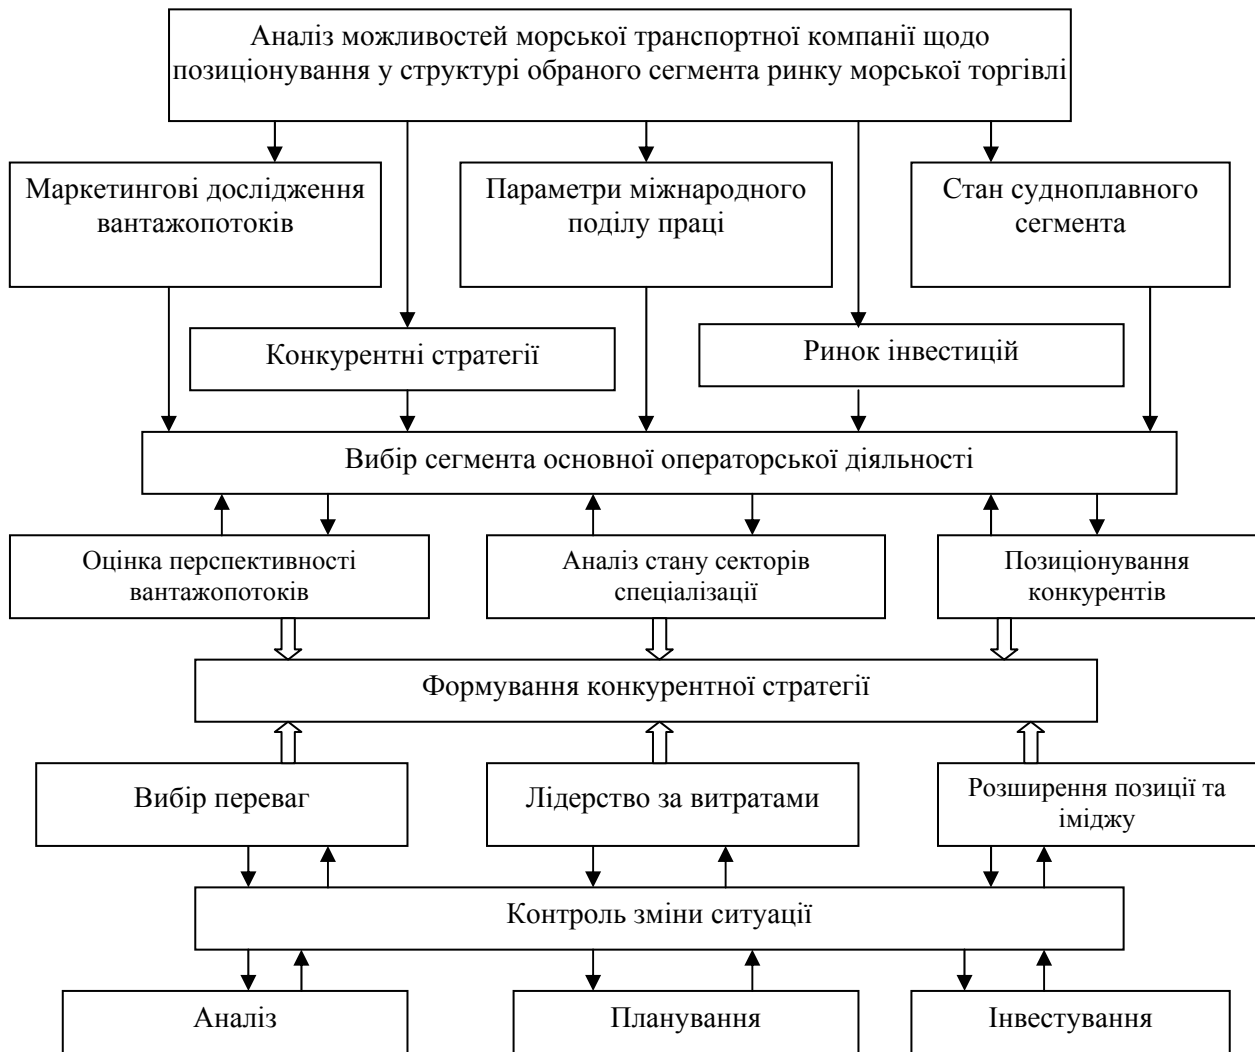 Аналіз можливостей морської транспортної компанії щодо
позиціонування у структурі обраного сегмента ринку морської торгівлі
Маркетингові дослідження
вантажопотоків
Параметри міжнародного
поділу праці
Стан судноплавного
сегмента
Конкурентні стратегії
Ринок інвестицій
Вибір сегмента основної операторської діяльності
Оцінка перспективності
вантажопотоків
Аналіз стану секторів
спеціалізації
Позиціонування
конкурентів
Формування конкурентної стратегії
Вибір переваг
Лідерство за витратами
Розширення позиції та
іміджу
Контроль зміни ситуації
Аналіз
Планування
Інвестування